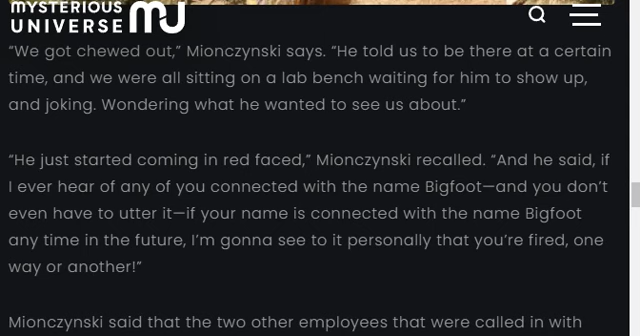 MYSTERIOUS
UNIVERSE
“We got chewed out,” Mionczynski says. “He told us to be there at a certain
time, and we were all sitting on a lab bench waiting for him to show up,
and joking. Wondering what he wanted to see us about.”
“He just started coming in red faced,” Mionczynski recalled. “And he said, if
I ever hear of any of you connected with the name Bigfoot—and you don’t
even have to utter it—if your name is connected with the name Bigfoot
any time in the future, I’m gonna see to it personally that you’re fired, one
way or another!”
Mionczynski said that the two other employees that were called in with